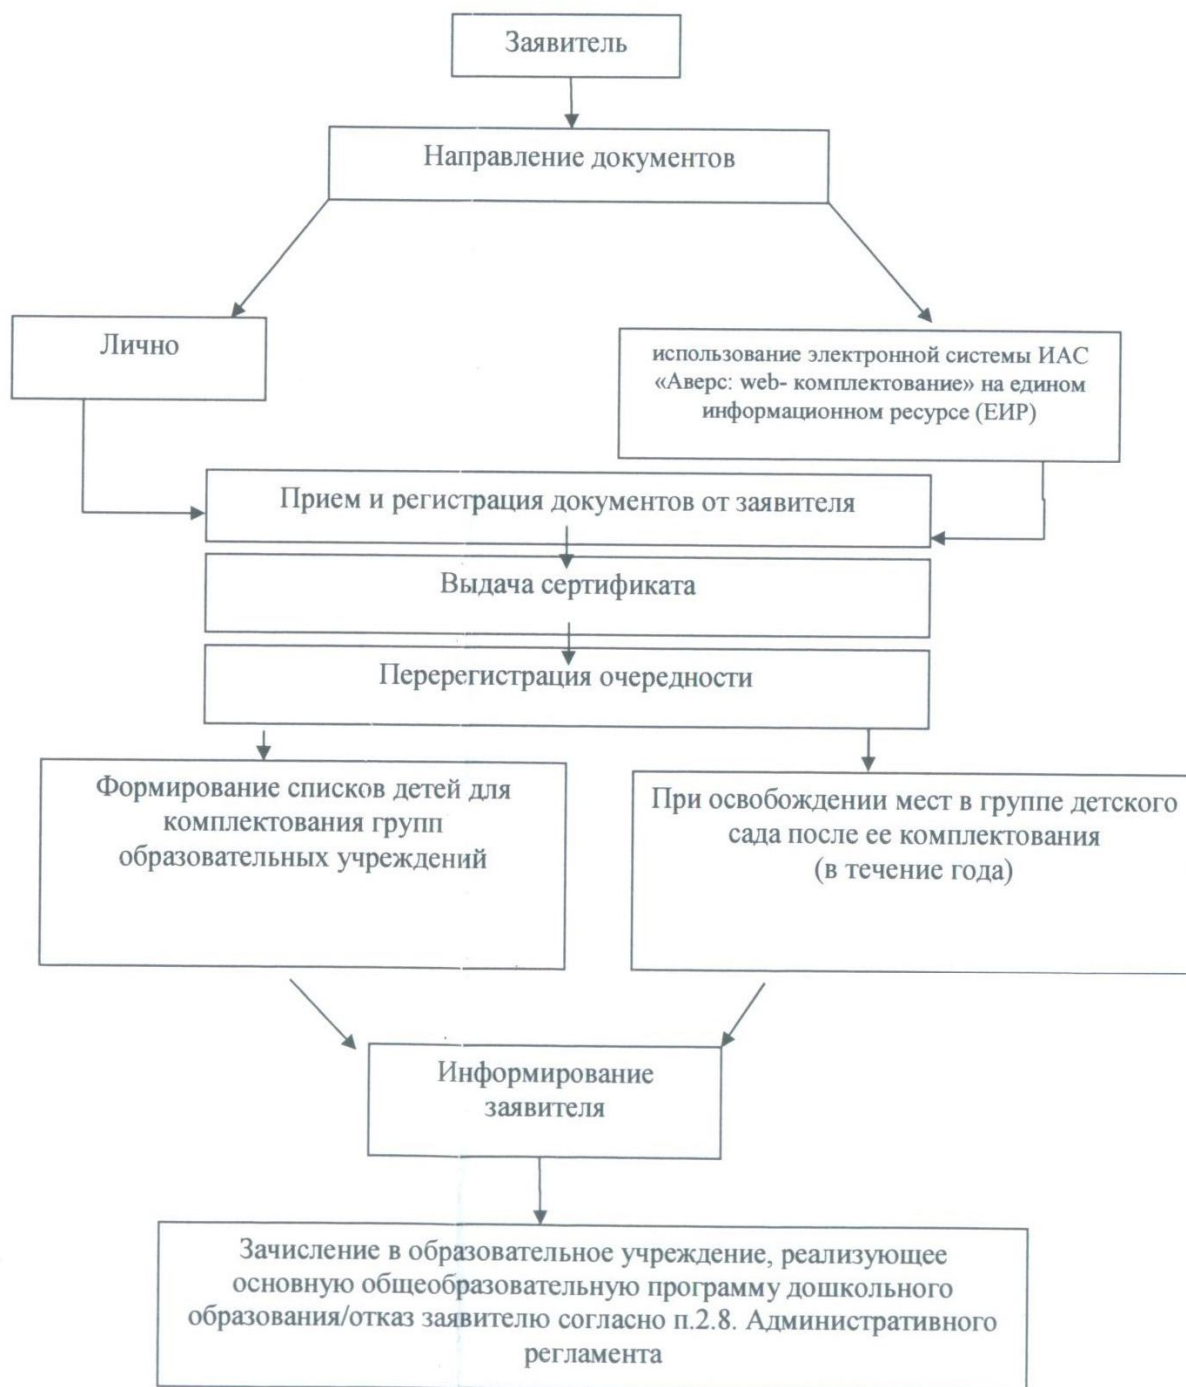 Заявитель
Направление документов
Лично
использование электронной системы ИАС
«Аверс: web- комплектование» на едином
информационном ресурсе (ЕИР)
Прием и регистрация документов от заявителя
Выдача сертификата
Перерегистрация очередности
Формирование списков детей для
комплектования групп
образовательных учреждений
При освобождении мест в группе детского
сада после ее комплектования
(в течение года)
Информирование
заявителя
Зачисление в образовательное учреждение, реализующее
основную общеобразовательную программу дошкольного
образования/отказ заявителю согласно п.2.8. Административного
регламента